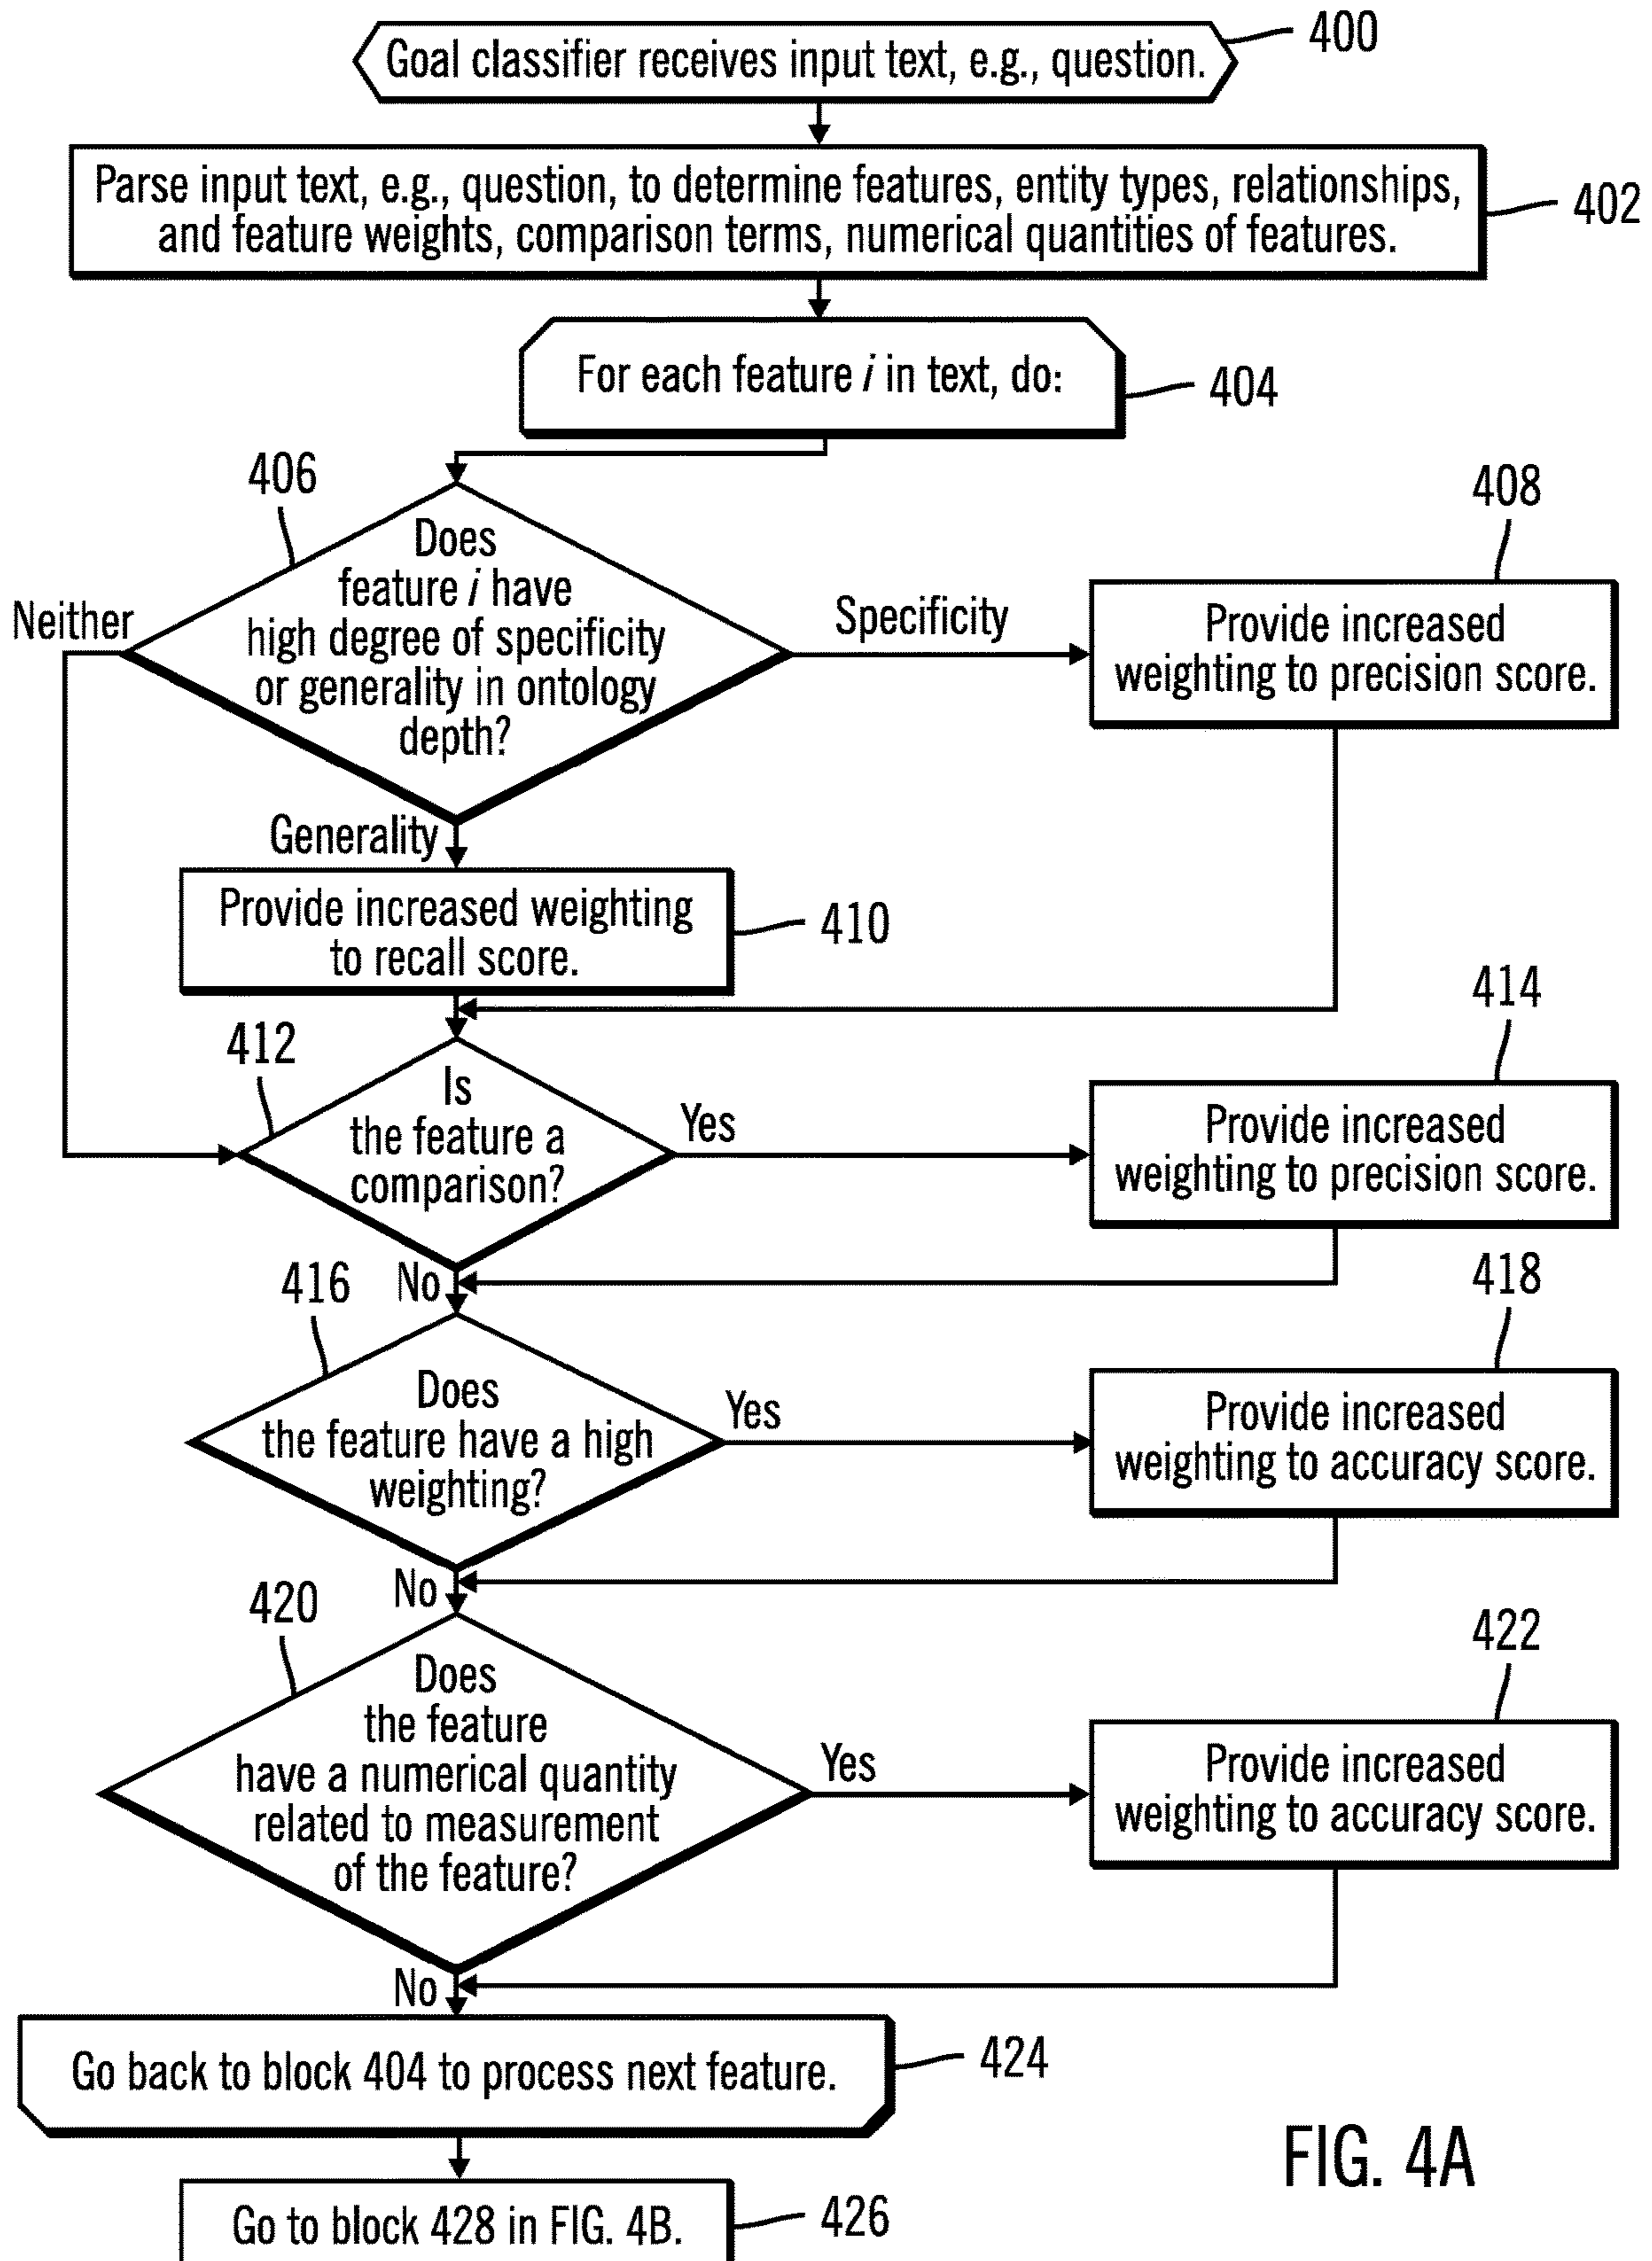 400
Goal classifier receives input text, e.g., question.
Parse input text, e.g., question, to determine features, entity types, relationships,
and feature weights, comparison terms, numerical quantities of features.
402
For each feature i in text, do:
404
406
Does
feature i have
high degree of specificity
or generality in ontology
depth?
Neither
Specificity
408
Provide increased
weighting to precision score.
Generality
Provide increased weighting
to recall score.
410
412
Is
the feature a
comparison?
Yes
414
Provide increased
weighting to precision score.
No
416
Does
the feature have a high
weighting?
Yes
418
Provide increased
weighting to accuracy score.
No
420
Does
the feature
have a numerical quantity
related to measurement
of the feature?
Yes
422
Provide increased
weighting to accuracy score.
No
Go back to block 404 to process next feature.
424
Go to block 428 in FIG. 4B.
426
FIG. 4A